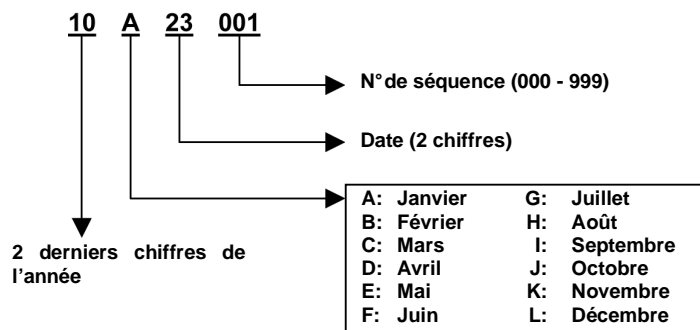 10 A 23 001
N° de séquence (000 - 999)
Date (2 chiffres)
A: Janvier G: Juillet
B: Février H: Août
C: Mars I: Septembre
D: Avril J: Octobre
E: Mai K: Novembre
F: Juin L: Décembre
2 derniers chiffres de
l'année